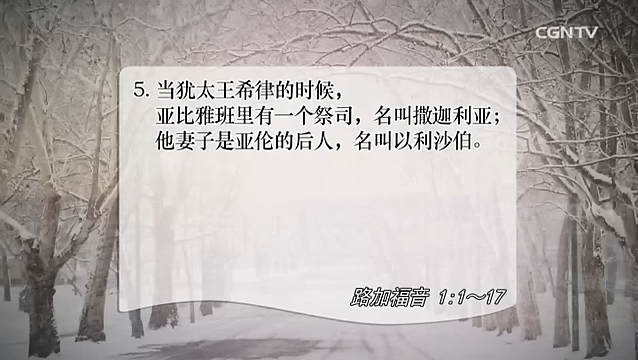 CGNTV
5. 当犹太王希律的时候，
亚比雅班里有一个祭司，名叫撒迦利亚；
他妻子是亚伦的后人，名叫以利沙伯。
路加福音 1:1～17